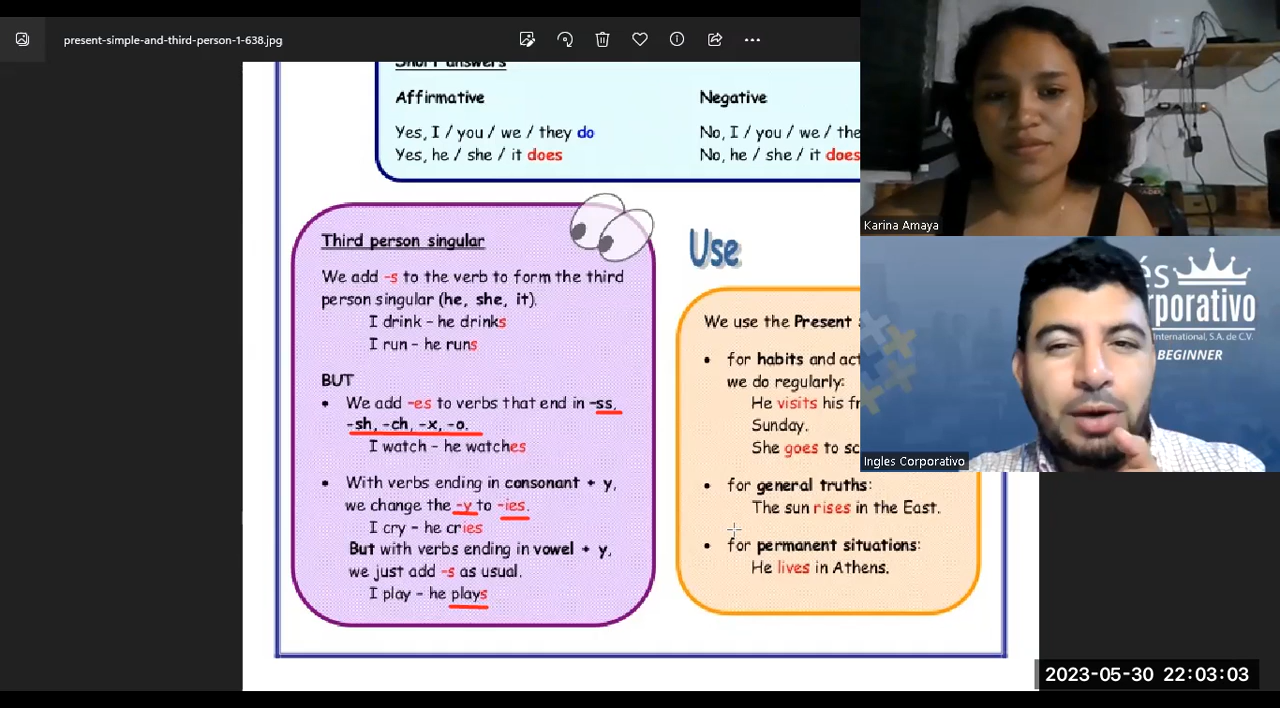 present-simple-and-third-person-1-638.jpg
Short answers
Affirmative
Negative
Yes, I / you / we / they do
No, I / you / we / the
Yes, he / she / it does
No, he / she / it does
Karina Amaya
Third person singular
We add -s to the verb to form the third
person singular (he, she, it).
I drink - he drinks
I run - he runs
BUT
• We add -es to verbs that end in -ss,
-sh, -ch, -x, -o.
I watch - he watches
• With verbs ending in consonant + y,
we change the -y to -ies.
I cry - he cries
But with verbs ending in vowel + y,
we just add -s as usual.
I play - he plays
Use
We use the Present
• for habits and act
we do regularly:
He visits his fr
Sunday.
She goes to sc
• for general truths:
The sun rises in the East.
• for permanent situations:
He lives in Athens.
és
rporativo
International, S.A. de C.V.
BEGINNER
Ingles Corporativo
2023-05-30 22:03:03